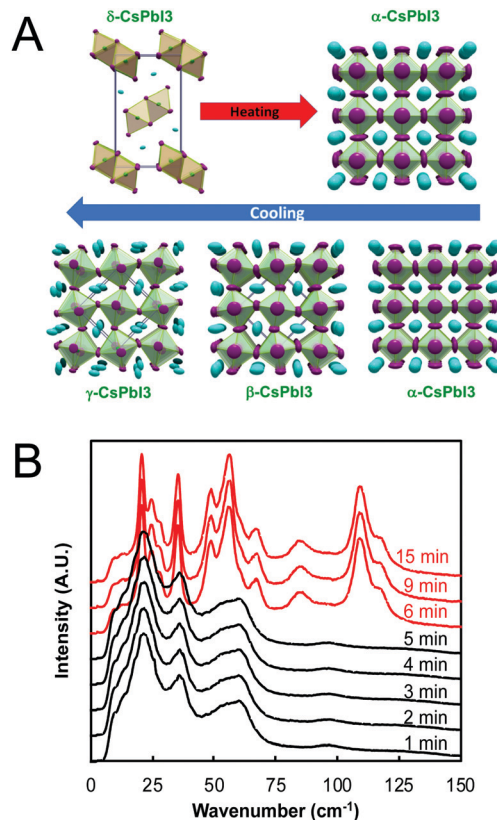 A
δ-CsPbI3
α-CsPbI3
Heating
Cooling
γ-CsPbI3
β-CsPbI3
α-CsPbI3
B
Intensity (A.U.)
15 min
9 min
6 min
5 min
4 min
3 min
2 min
1 min
0 25 50 75 100 125 150
Wavenumber (cm⁻¹)